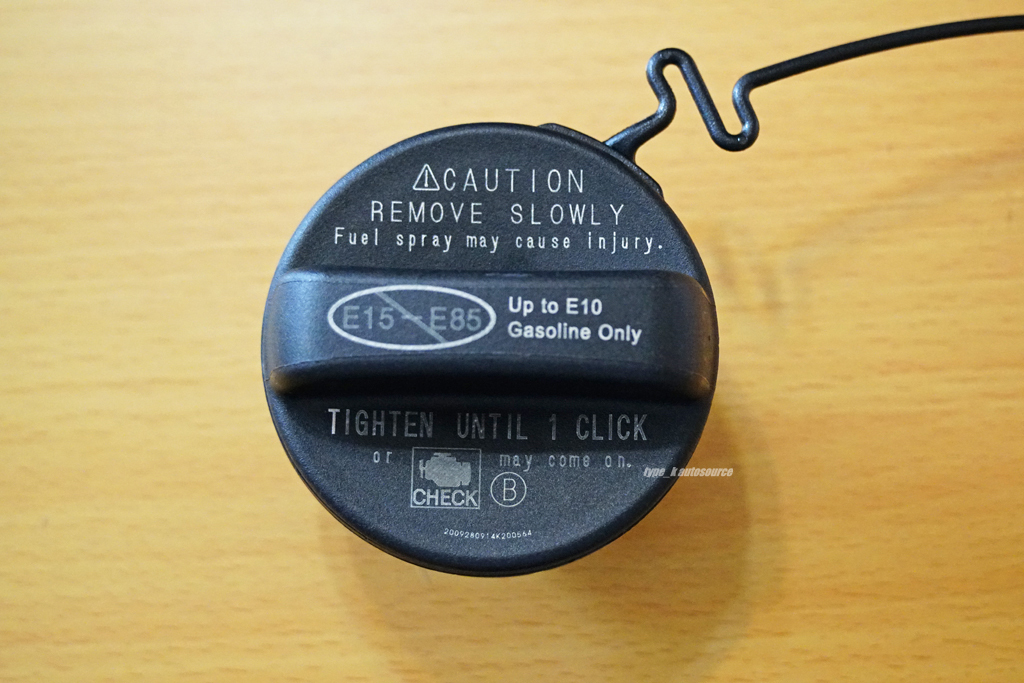 ⚠CAUTION
REMOVE SLOWLY
Fuel spray may cause injury.
E15~E85
Up to E10
Gasoline Only
TIGHTEN UNTIL 1 CLICK
or CHECK may come on.
B
type_k autosource
2009280914K200564